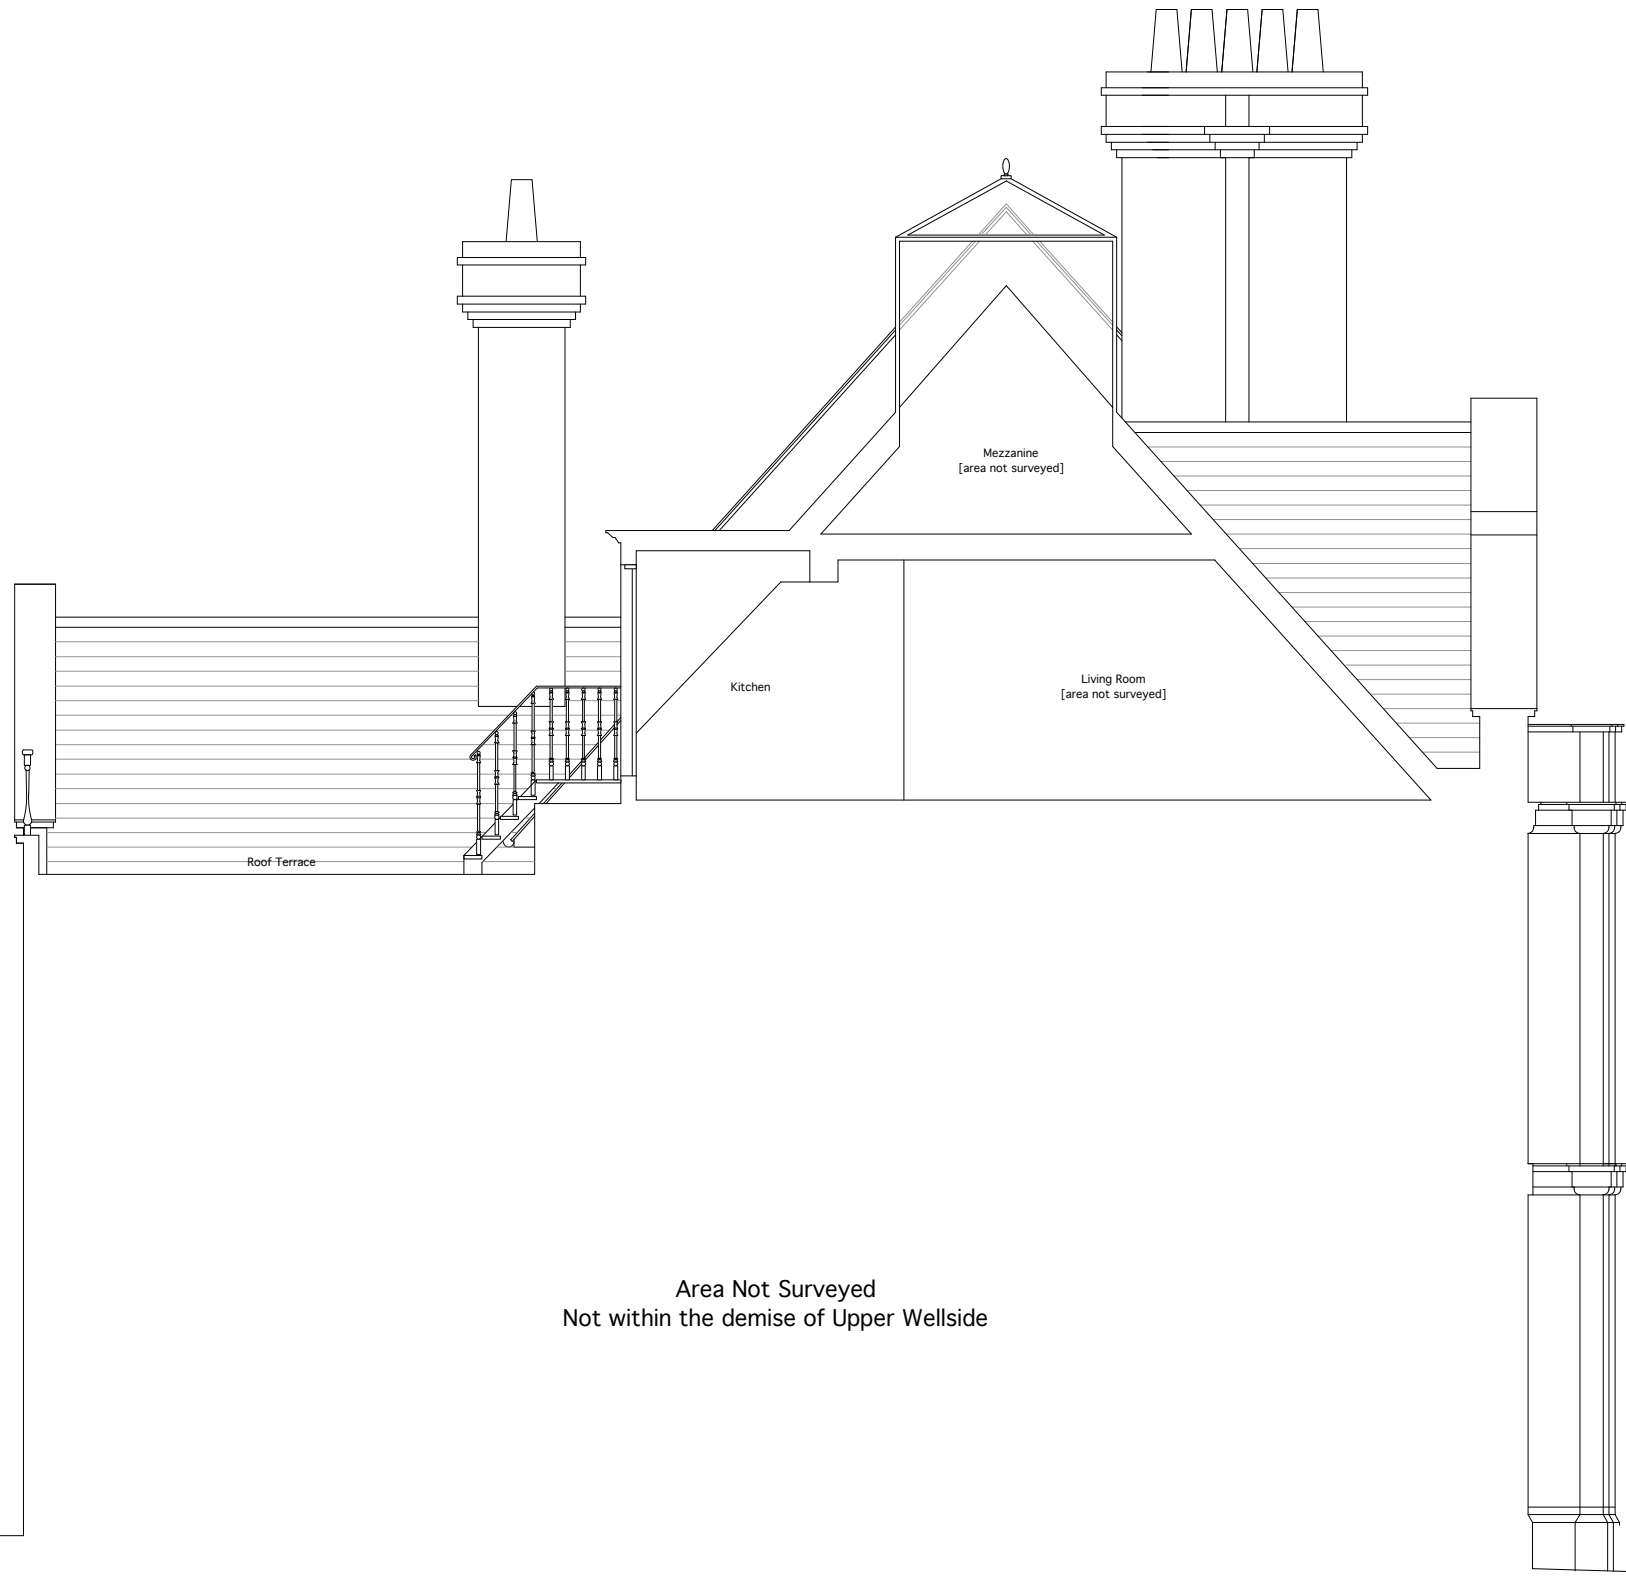 Mezzanine
[area not surveyed]
Kitchen
Living Room
[area not surveyed]
Roof Terrace
Area Not Surveyed
Not within the demise of Upper Wellside